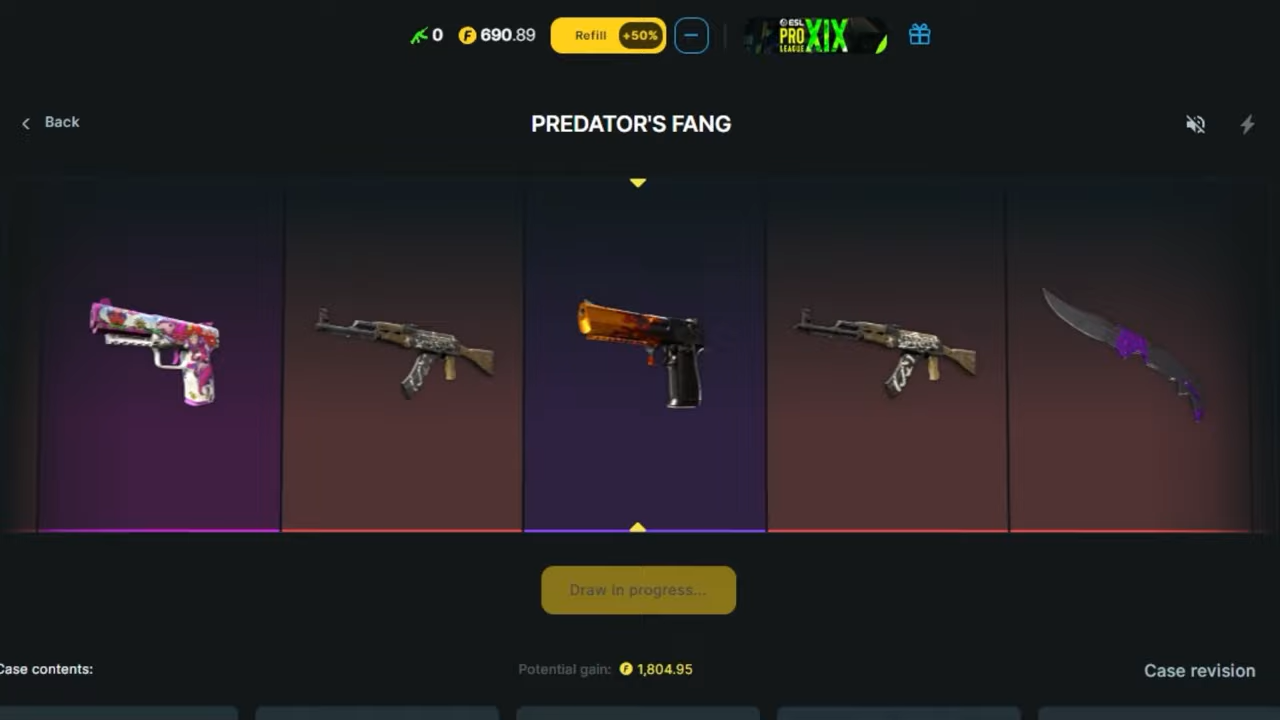 0
690.89
Refill +50%
ESL
PRO
LEAGUE
XIX
Back
PREDATOR'S FANG
Draw in progress...
Case contents:
Potential gain: 1,804.95
Case revision